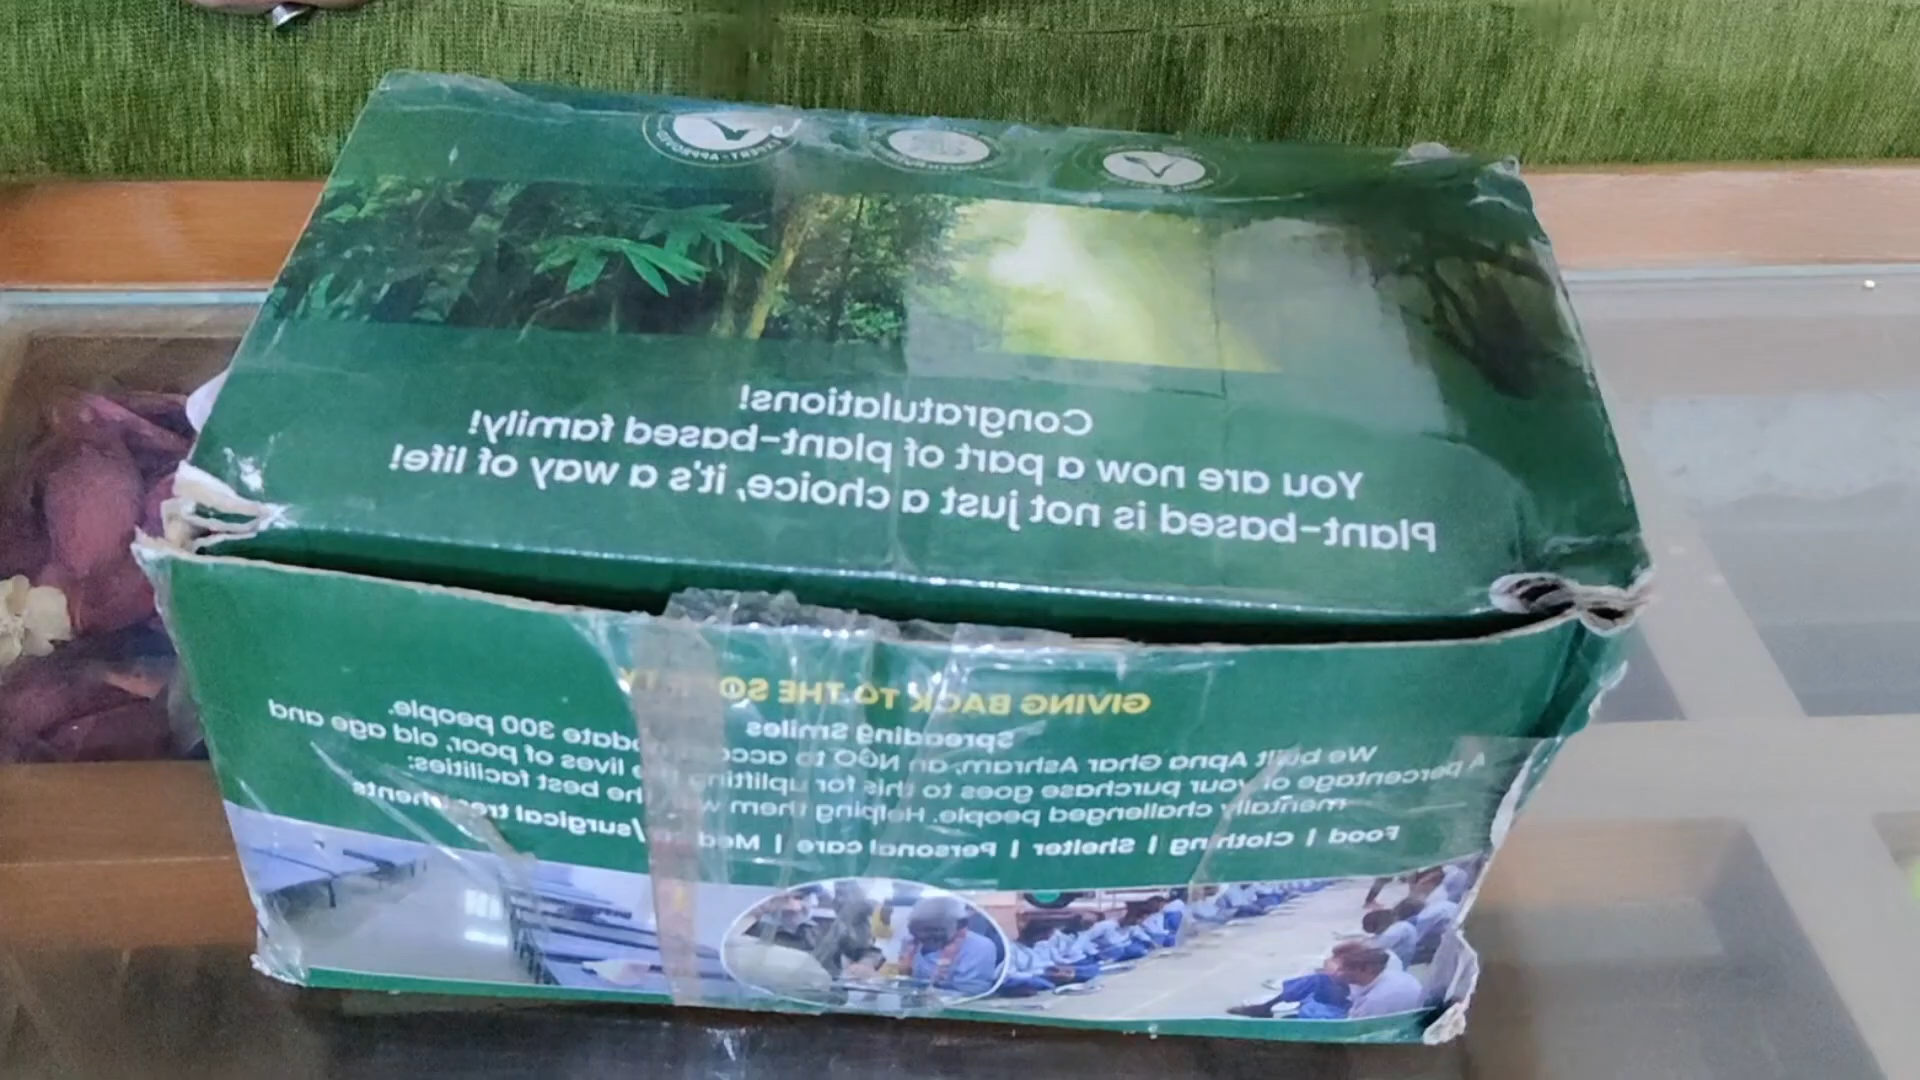 EXPERT · APPROVED
Congratulations!
You are now a part of plant-based family!
Plant-based is not just a choice, it's a way of life!
GIVING BACK TO THE
Spreading Smiles
We built Apna Ghar Ashram, an NGO to 300 people.
A percentage of your purchase goes to this for uplifting lives of poor, old age and
mentally challenged people. Helping them the best facilities:
Food | Clothing | Shelter | Personal care |